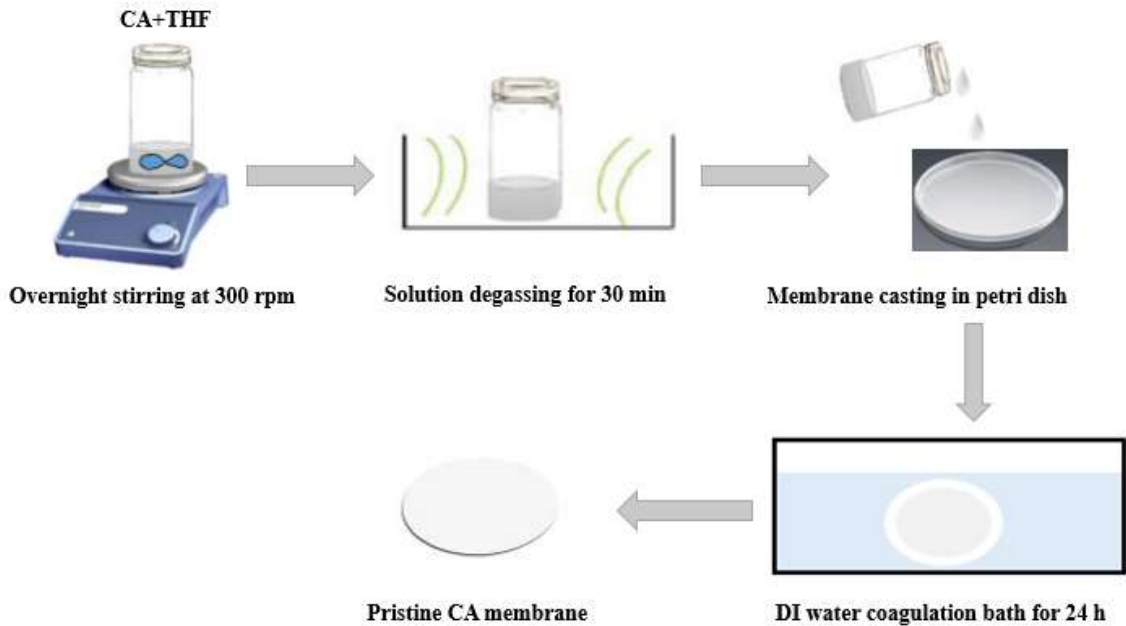 CA+THF
Overnight stirring at 300 rpm
Solution degassing for 30 min
Membrane casting in petri dish
DI water coagulation bath for 24 h
Pristine CA membrane